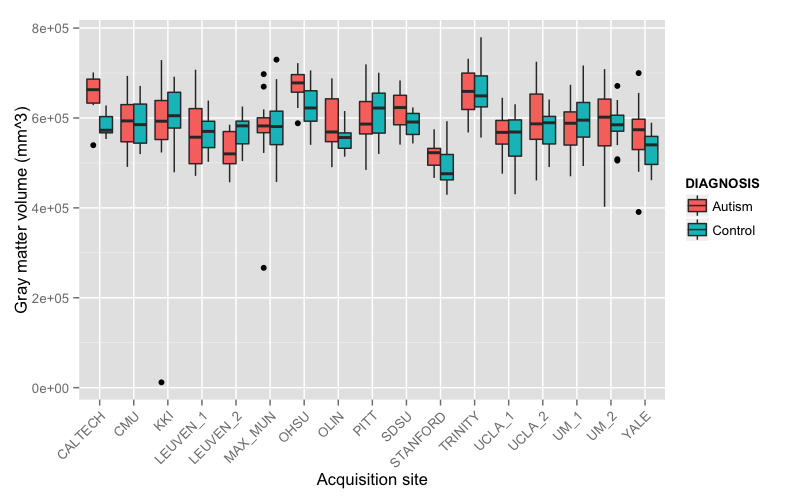 Gray matter volume (mm^3)
8e+05
6e+05
4e+05
2e+05
0e+00
CALTECH
CMU
KKI
LEUVEN_1
LEUVEN_2
MAX_MUN
OHSU
OLIN
PITT
SDSU
STANFORD
TRINITY
UCLA_1
UCLA_2
UM_1
UM_2
YALE
Acquisition site
DIAGNOSIS
Autism
Control